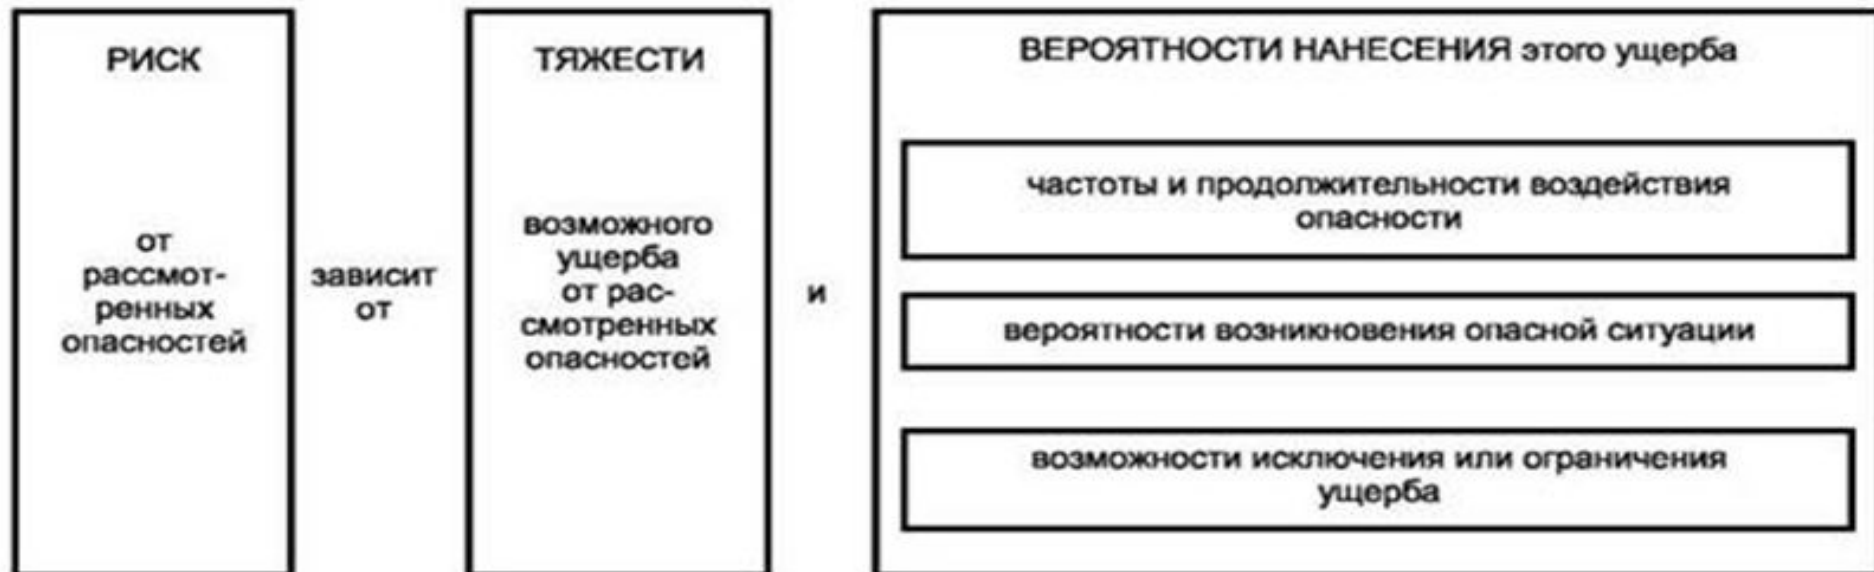 РИСК
от
рассмот-
ренных
опасностей
зависит
от
ТЯЖЕСТИ
возможного
ущерба
от рас-
смотренных
опасностей
и
ВЕРОЯТНОСТИ НАНЕСЕНИЯ этого ущерба
частоты и продолжительности воздействия
опасности
вероятности возникновения опасной ситуации
возможности исключения или ограничения
ущерба